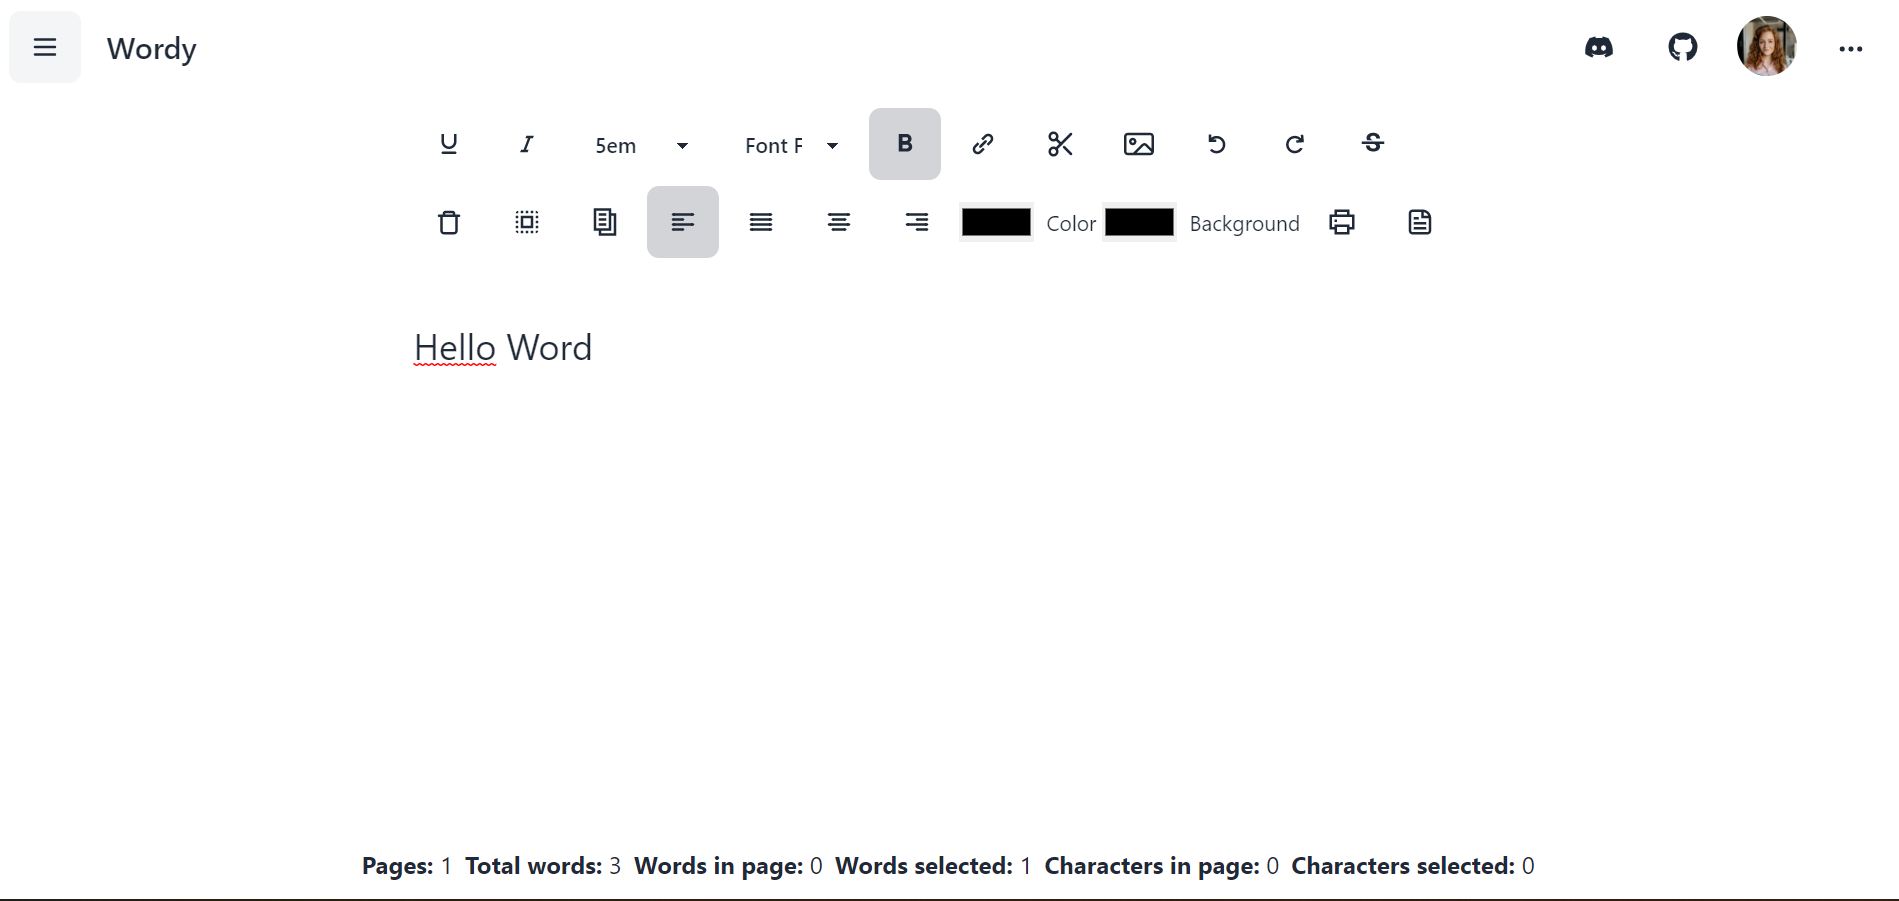 Wordy
5em Font F B
Color Background
Hello Word
Pages: 1 Total words: 3 Words in page: 0 Words selected: 1 Characters in page: 0 Characters selected: 0